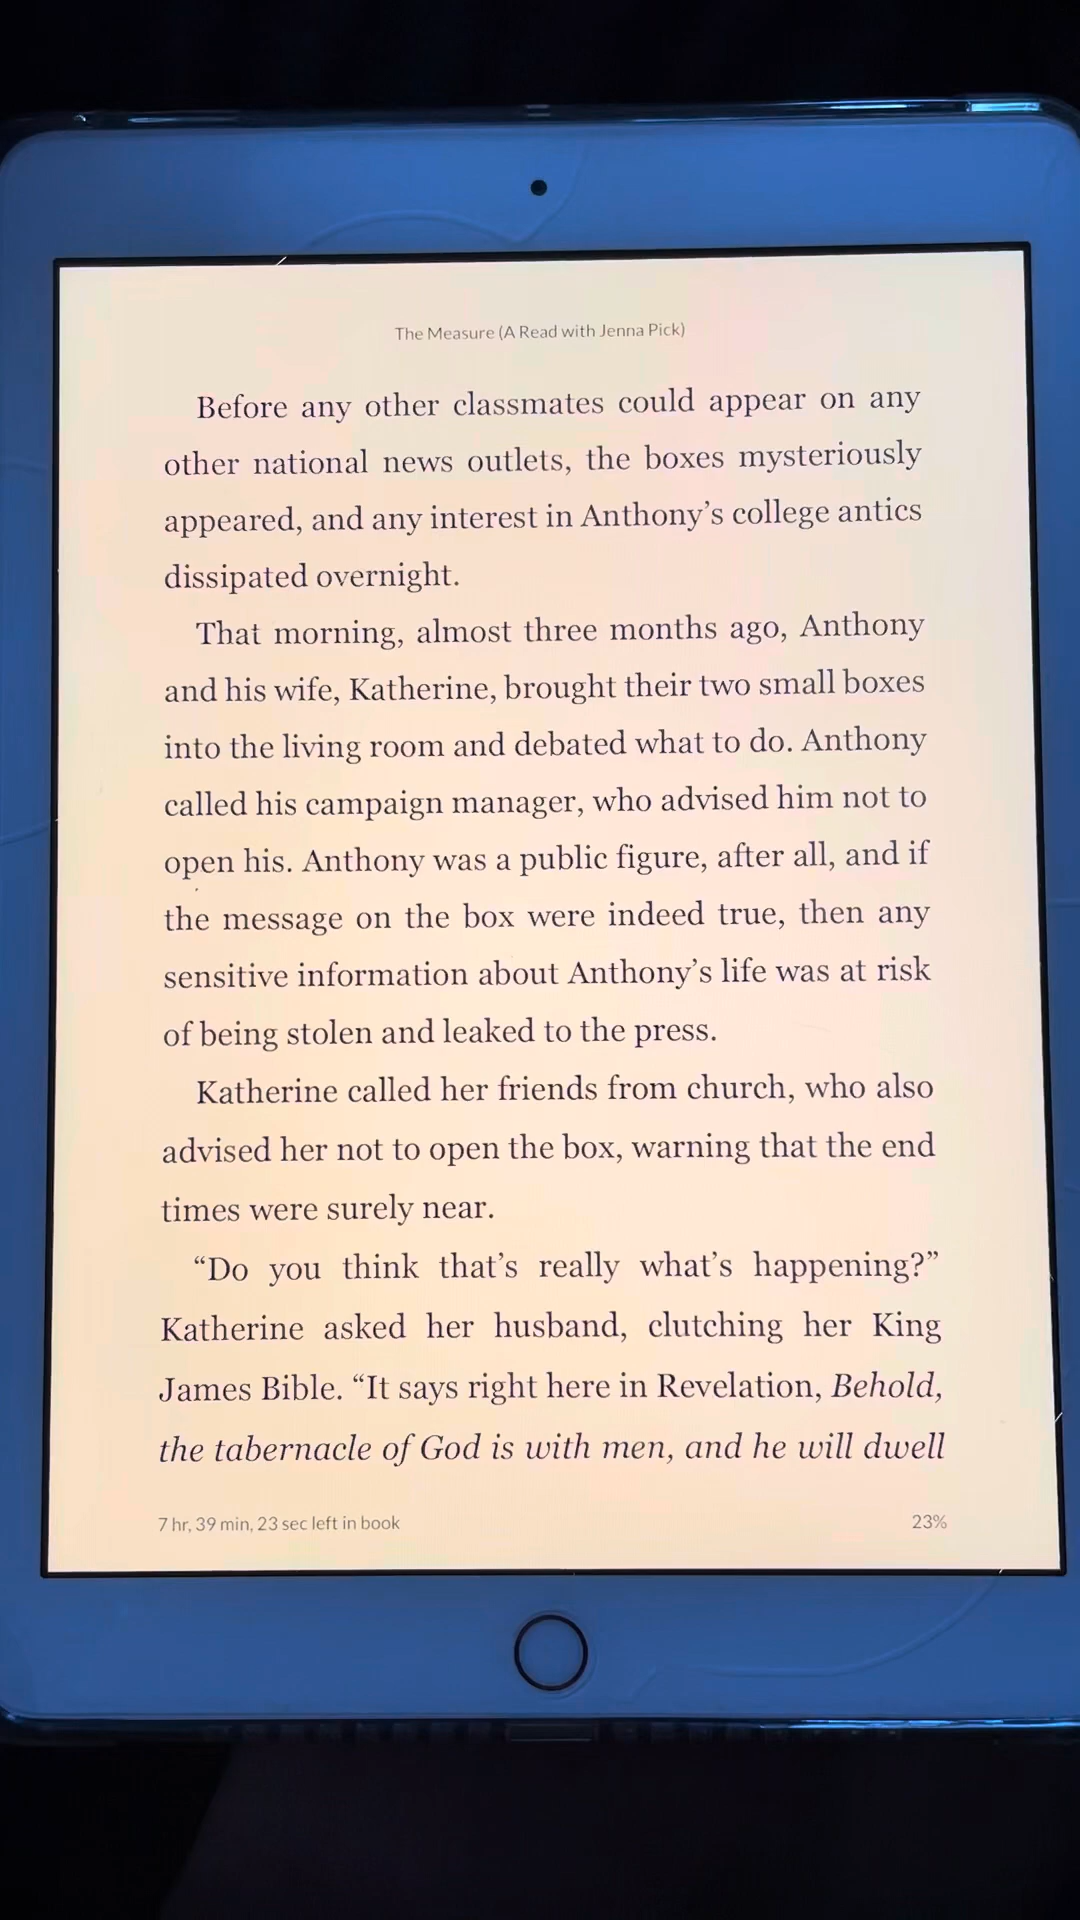 The Measure (A Read with Jenna Pick)
Before any other classmates could appear on any
other national news outlets, the boxes mysteriously
appeared, and any interest in Anthony’s college antics
dissipated overnight.
That morning, almost three months ago, Anthony
and his wife, Katherine, brought their two small boxes
into the living room and debated what to do. Anthony
called his campaign manager, who advised him not to
open his. Anthony was a public figure, after all, and if
the message on the box were indeed true, then any
sensitive information about Anthony’s life was at risk
of being stolen and leaked to the press.
Katherine called her friends from church, who also
advised her not to open the box, warning that the end
times were surely near.
“Do you think that’s really what’s happening?”
Katherine asked her husband, clutching her King
James Bible. “It says right here in Revelation, Behold,
the tabernacle of God is with men, and he will dwell
7 hr, 39 min, 23 sec left in book
23%